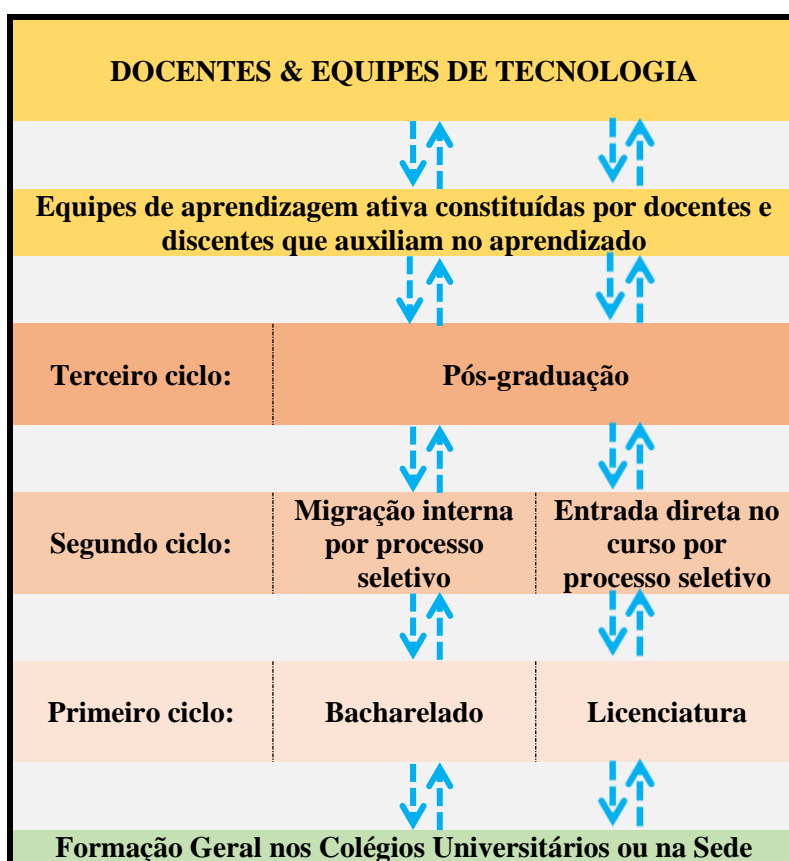 DOCENTES & EQUIPES DE TECNOLOGIA
Equipes de aprendizagem ativa constituídas por docentes e
discentes que auxiliam no aprendizado
Terceiro ciclo:
Pós-graduação
Segundo ciclo:
Migração interna
por processo
seletivo
Entrada direta no
curso por
processo seletivo
Primeiro ciclo:
Bacharelado
Licenciatura
Formação Geral nos Colégios Universitários ou na Sede